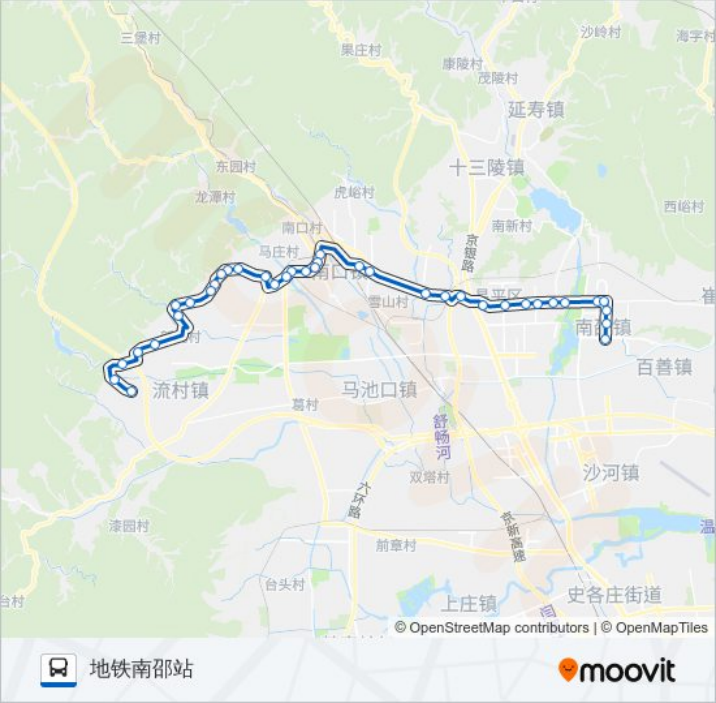 三堡村
沙岭村
海字村
果庄村
康陵村
茂陵村
延寿镇
东园村
十三陵镇
龙潭村
虎峪村
西峪村
南口村
南新村
马庄村
京银路
南口镇
昌平区
雪山村
南邵镇
百善镇
流村镇
马池口镇
葛村
舒畅河
双塔村
沙河镇
六环路
京新高速
漆园村
前章村
温
台头村
台村
上庄镇
史各庄街道
© OpenStreetMap contributors | © OpenMapTiles
地铁南邵站
moovit